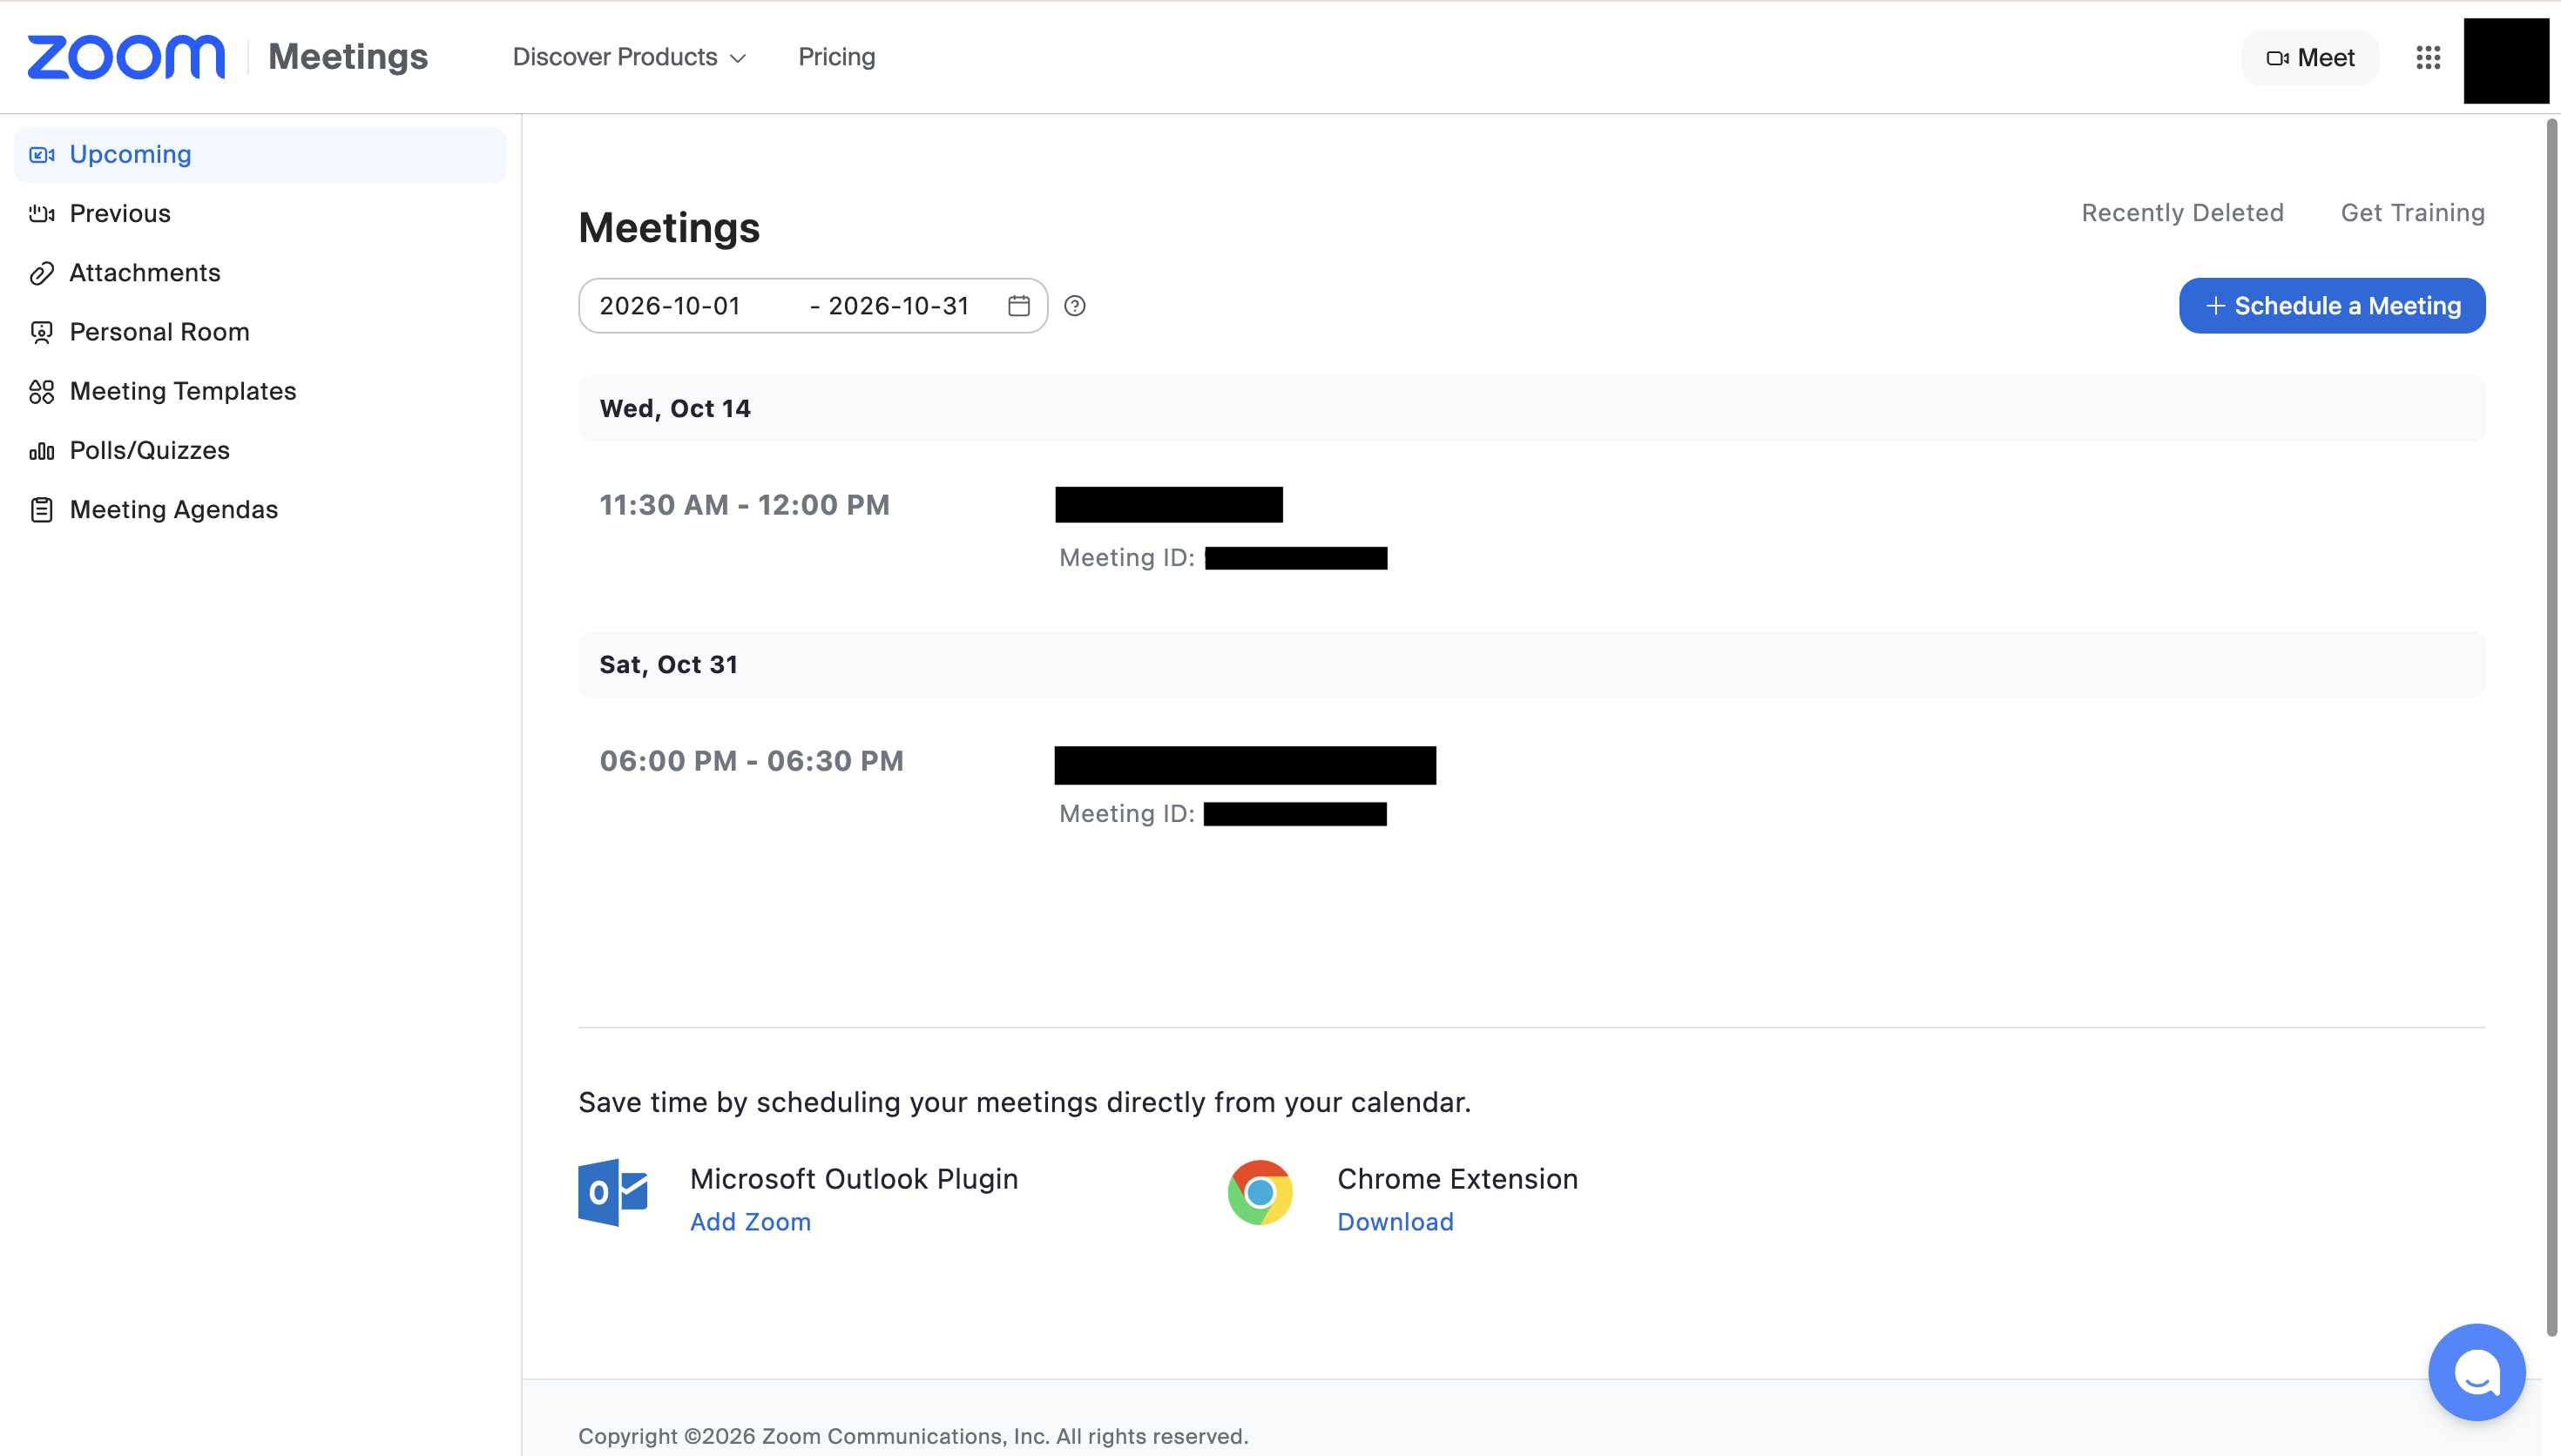 zoom Meetings Discover Products Pricing Meet
Upcoming
Previous
Attachments
Personal Room
Meeting Templates
Polls/Quizzes
Meeting Agendas
Recently Deleted Get Training
Meetings
2026-10-01 - 2026-10-31
+ Schedule a Meeting
Wed, Oct 14
11:30 AM - 12:00 PM
Meeting ID:
Sat, Oct 31
06:00 PM - 06:30 PM
Meeting ID:
Save time by scheduling your meetings directly from your calendar.
Microsoft Outlook Plugin
Add Zoom
Chrome Extension
Download
Copyright ©2026 Zoom Communications, Inc. All rights reserved.